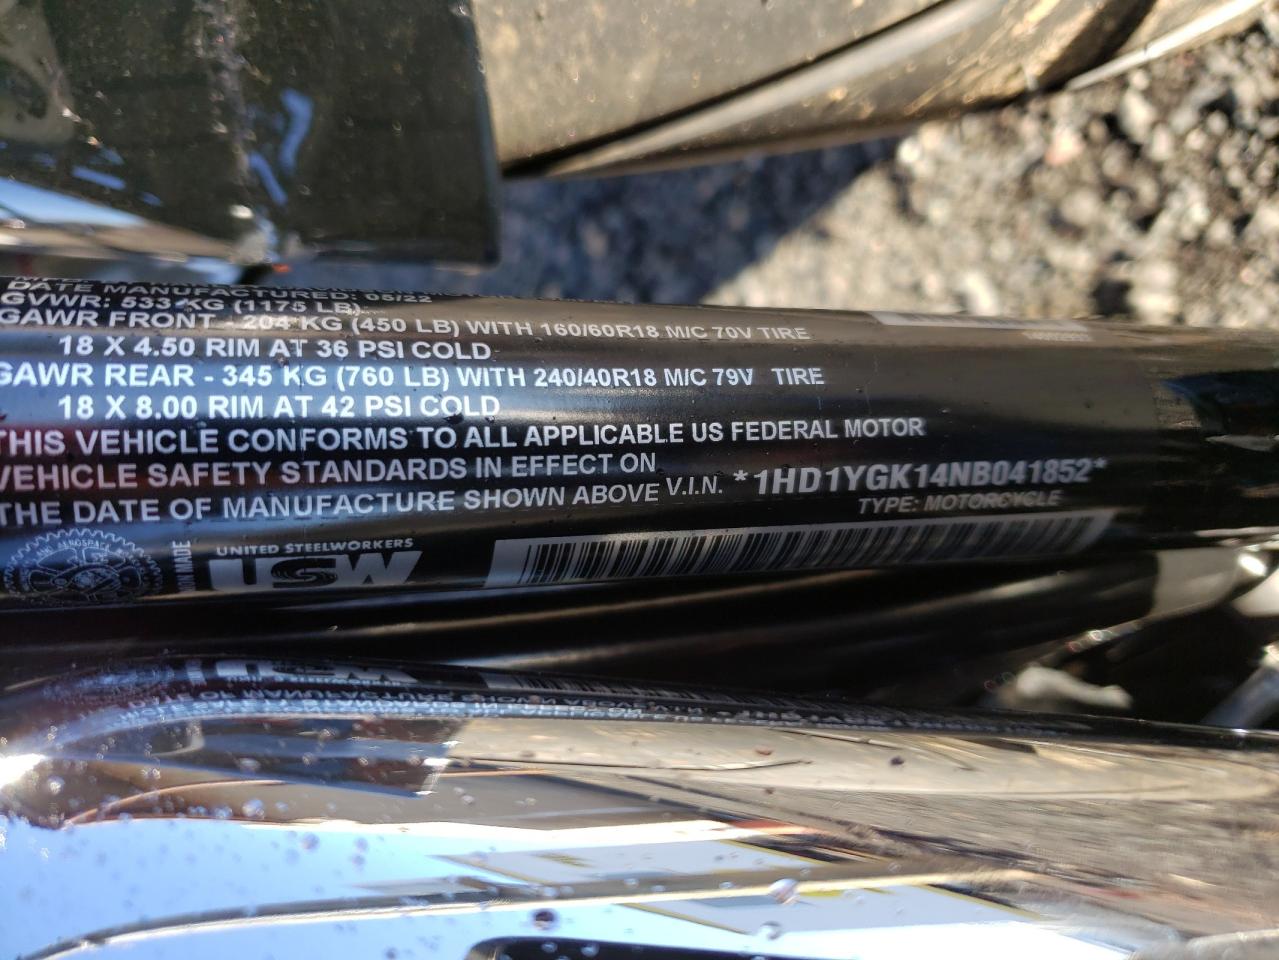 DATE MANUFACTURED: 05/22
GVWR: 533 KG (1175 LB)
GAWR FRONT - 204 KG (450 LB) WITH 160/60R18 M/C 70V TIRE
18 X 4.50 RIM AT 36 PSI COLD
GAWR REAR - 345 KG (760 LB) WITH 240/40R18 M/C 79V TIRE
18 X 8.00 RIM AT 42 PSI COLD
THIS VEHICLE CONFORMS TO ALL APPLICABLE US FEDERAL MOTOR
VEHICLE SAFETY STANDARDS IN EFFECT ON
THE DATE OF MANUFACTURE SHOWN ABOVE V.I.N. *1HD1YGK14NB041852*
TYPE: MOTORCYCLE
UNITED STEELWORKERS
USW
UNION MADE